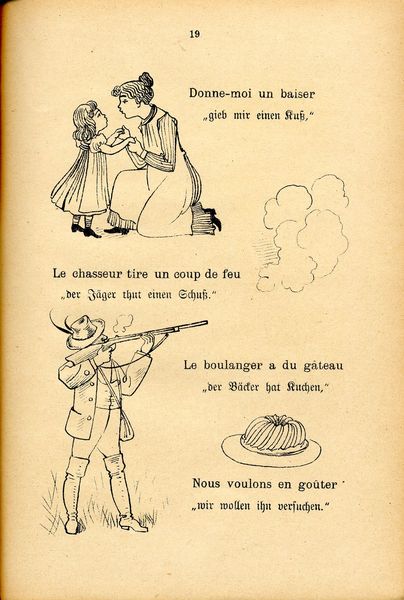 19
Donne-moi un baiser
„gieb mir einen Kuß,“
Le chasseur tire un coup de feu
„der Jäger thut einen Schuß.“
Le boulanger a du gâteau
„der Bäcker hat Kuchen,“
Nous voulons en goûter
„wir wollen ihn versuchen.“